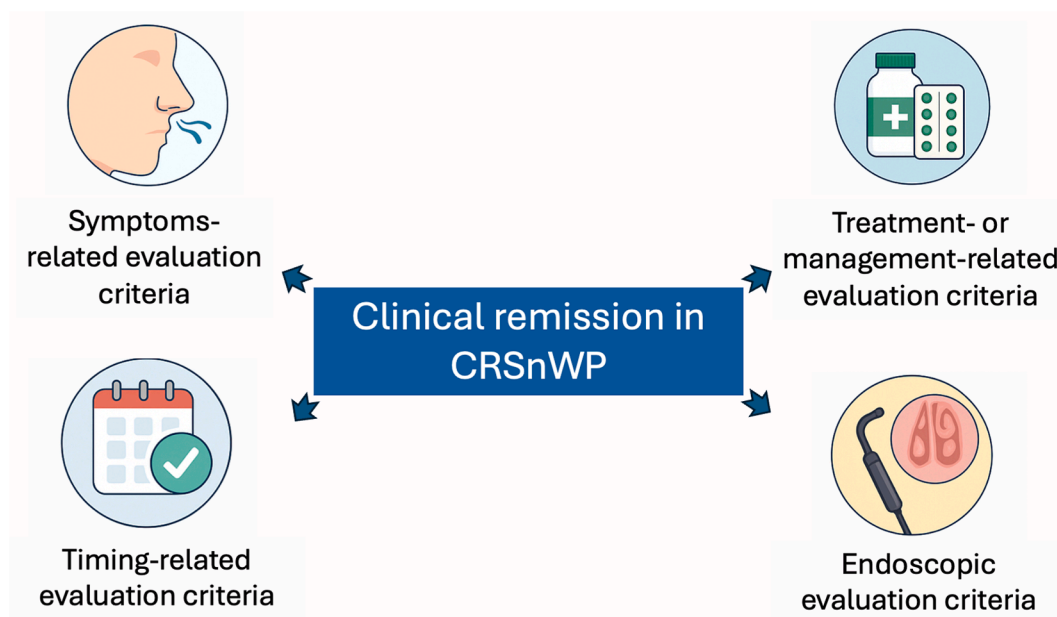 Symptoms-
related evaluation
criteria
Treatment- or
management-related
evaluation criteria
Clinical remission in
CRSnWP
Timing-related
evaluation criteria
Endoscopic
evaluation criteria